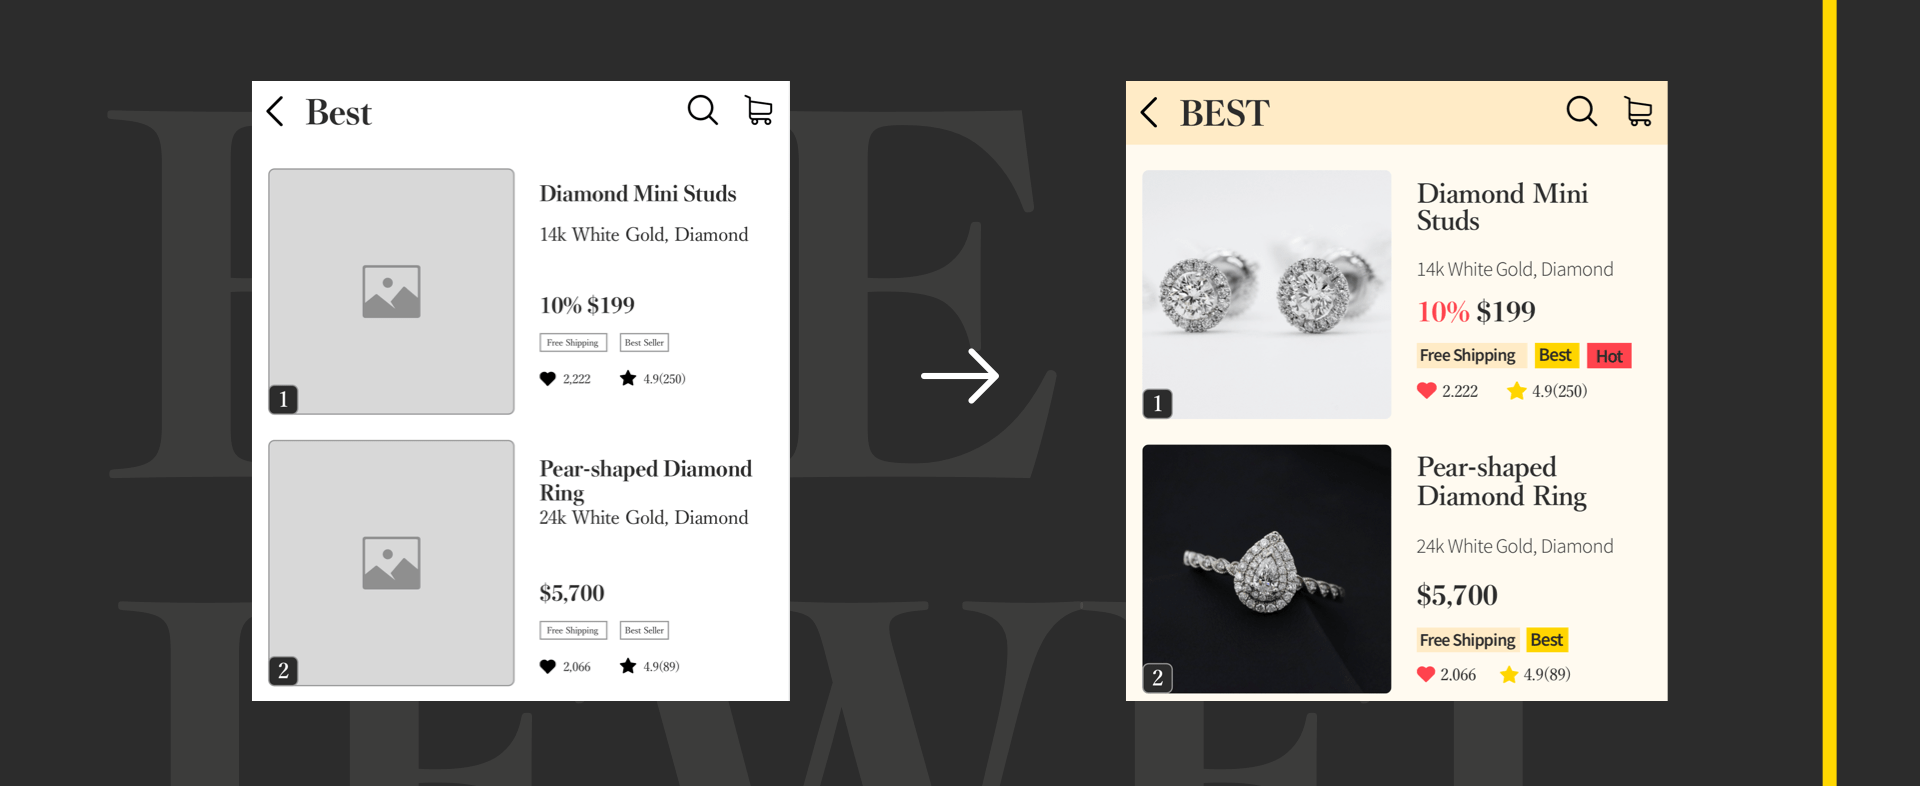 Best
Diamond Mini Studs
14k White Gold, Diamond
10% $199
Free Shipping Best Seller
2,222 4.9(250)
1
Pear-shaped Diamond
Ring
24k White Gold, Diamond
$5,700
Free Shipping Best Seller
2,066 4.9(89)
2
BEST
Diamond Mini
Studs
14k White Gold, Diamond
10% $199
Free Shipping Best Hot
2.222 4.9(250)
1
Pear-shaped
Diamond Ring
24k White Gold, Diamond
$5,700
Free Shipping Best
2.066 4.9(89)
2